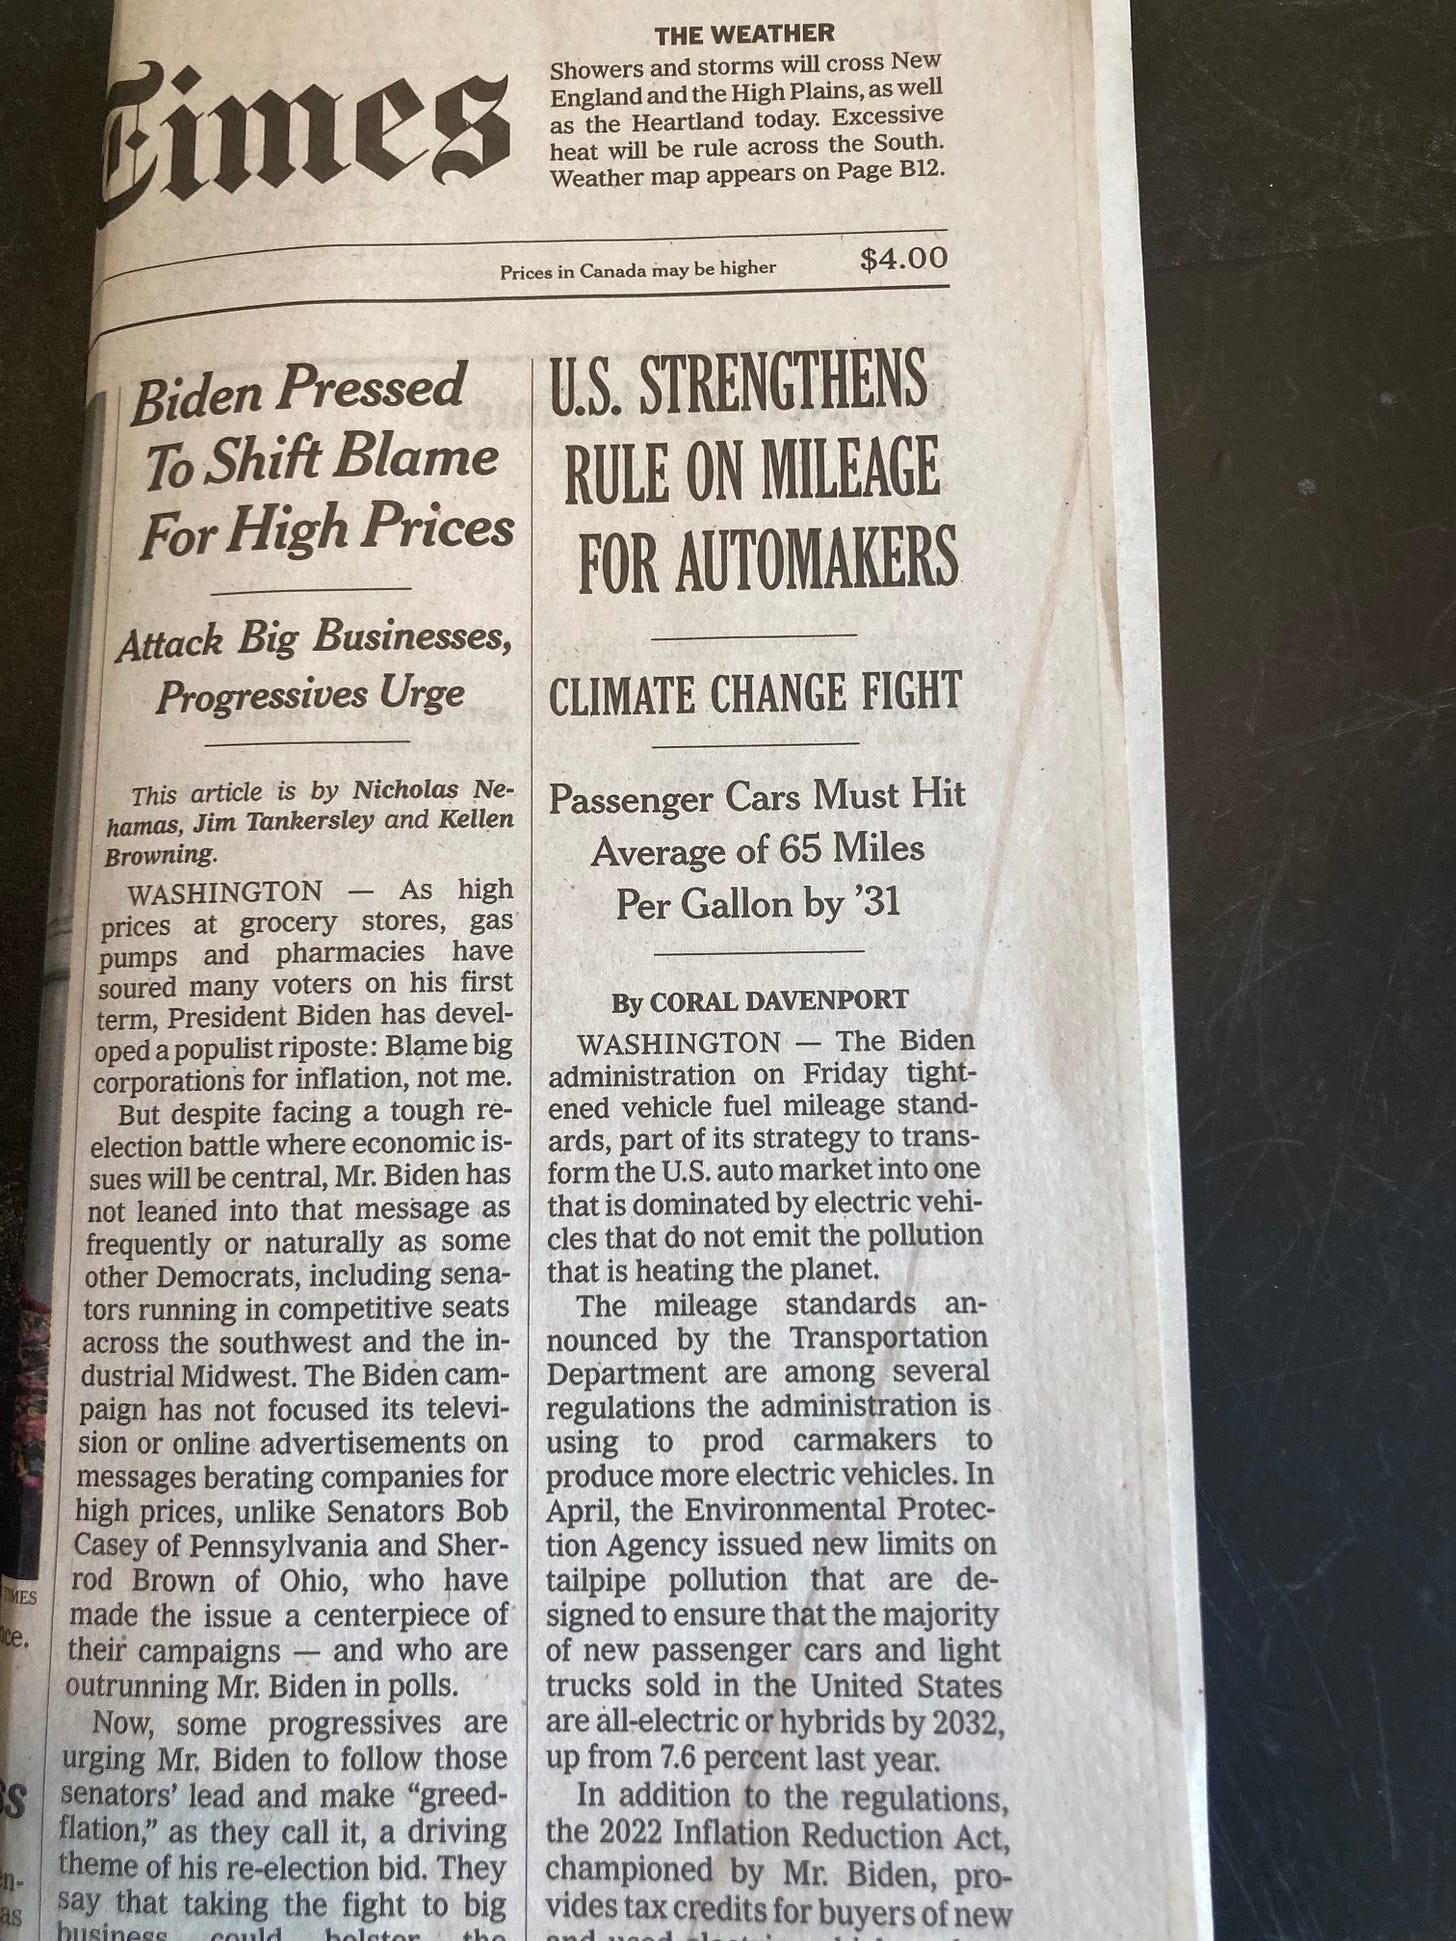 Times
THE WEATHER
Showers and storms will cross New
England and the High Plains, as well
as the Heartland today. Excessive
heat will be rule across the South.
Weather map appears on Page B12.
Prices in Canada may be higher
$4.00
Biden Pressed
To Shift Blame
For High Prices
Attack Big Businesses,
Progressives Urge
This article is by Nicholas Ne-
hamas, Jim Tankersley and Kellen
Browning.
WASHINGTON — As high
prices at grocery stores, gas
pumps and pharmacies have
soured many voters on his first
term, President Biden has devel-
oped a populist riposte: Blame big
corporations for inflation, not me.
But despite facing a tough re-
election battle where economic is-
sues will be central, Mr. Biden has
not leaned into that message as
frequently or naturally as some
other Democrats, including sena-
tors running in competitive seats
across the southwest and the in-
dustrial Midwest. The Biden cam-
paign has not focused its televi-
sion or online advertisements on
messages berating companies for
high prices, unlike Senators Bob
Casey of Pennsylvania and Sher-
rod Brown of Ohio, who have
made the issue a centerpiece of
their campaigns — and who are
outrunning Mr. Biden in polls.
Now, some progressives are
urging Mr. Biden to follow those
senators' lead and make “greed-
flation,” as they call it, a driving
theme of his re-election bid. They
say that taking the fight to big
business could bolster the
U.S. STRENGTHENS
RULE ON MILEAGE
FOR AUTOMAKERS
CLIMATE CHANGE FIGHT
Passenger Cars Must Hit
Average of 65 Miles
Per Gallon by ’31
By CORAL DAVENPORT
WASHINGTON — The Biden
administration on Friday tight-
ened vehicle fuel mileage stand-
ards, part of its strategy to trans-
form the U.S. auto market into one
that is dominated by electric vehi-
cles that do not emit the pollution
that is heating the planet.
The mileage standards an-
nounced by the Transportation
Department are among several
regulations the administration is
using to prod carmakers to
produce more electric vehicles. In
April, the Environmental Protec-
tion Agency issued new limits on
tailpipe pollution that are de-
signed to ensure that the majority
of new passenger cars and light
trucks sold in the United States
are all-electric or hybrids by 2032,
up from 7.6 percent last year.
In addition to the regulations,
the 2022 Inflation Reduction Act,
championed by Mr. Biden, pro-
vides tax credits for buyers of new